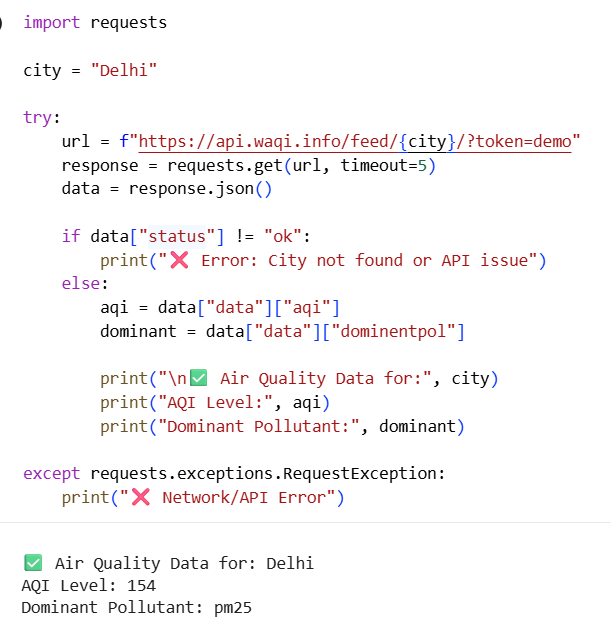 import requests
city = "Delhi"
try:
    url = f"https://api.waqi.info/feed/{city}/?token=demo"
    response = requests.get(url, timeout=5)
    data = response.json()
    if data["status"] != "ok":
        print("❌ Error: City not found or API issue")
    else:
        aqi = data["data"]["aqi"]
        dominant = data["data"]["dominentpol"]
        print("\n✅ Air Quality Data for:", city)
        print("AQI Level:", aqi)
        print("Dominant Pollutant:", dominant)
except requests.exceptions.RequestException:
    print("❌ Network/API Error")
✅ Air Quality Data for: Delhi
AQI Level: 154
Dominant Pollutant: pm25